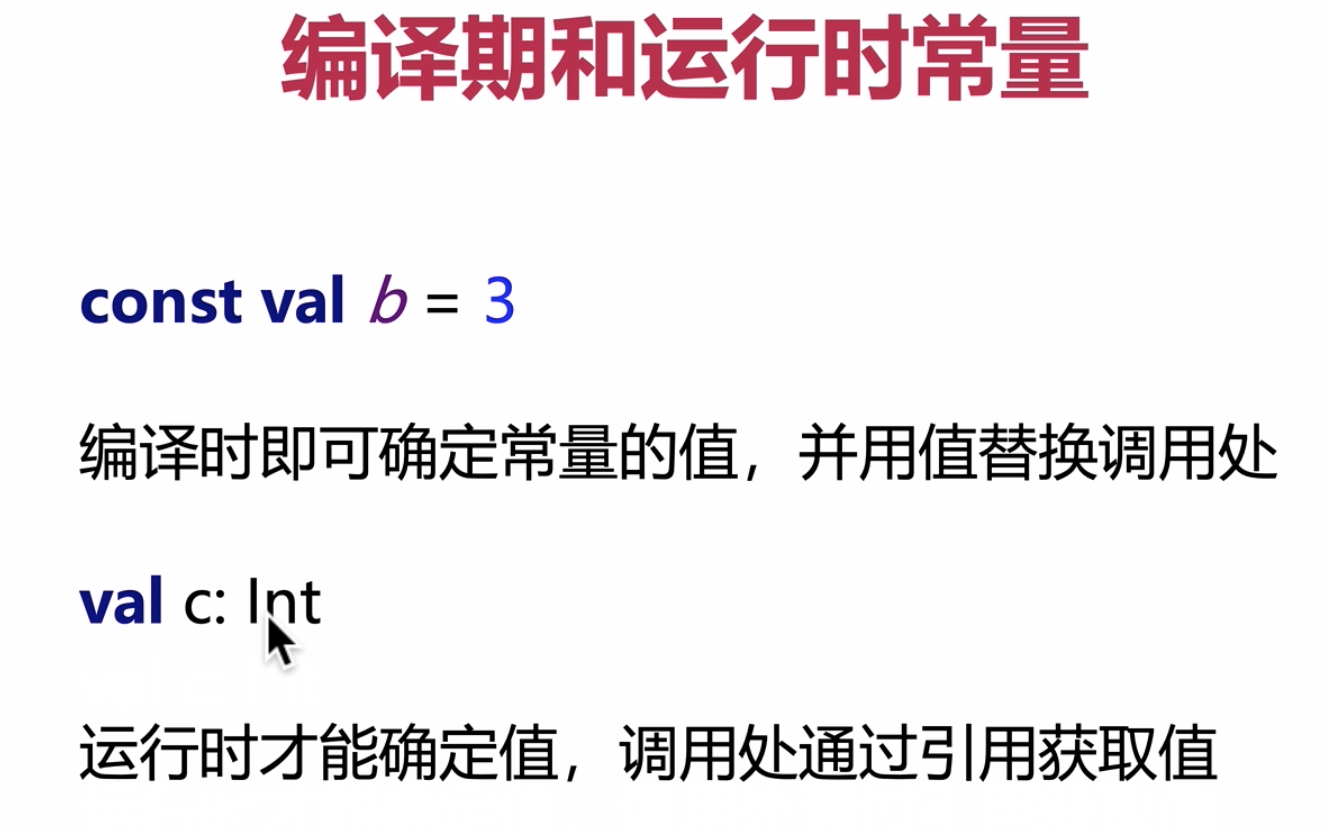 编译期和运行时常量
const val b = 3
编译时即可确定常量的值，并用值替换调用处
val c: Int
运行时才能确定值，调用处通过引用获取值